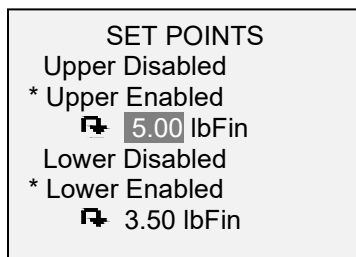 SET POINTS
Upper Disabled
* Upper Enabled
5.00 lbFin
Lower Disabled
* Lower Enabled
3.50 lbFin